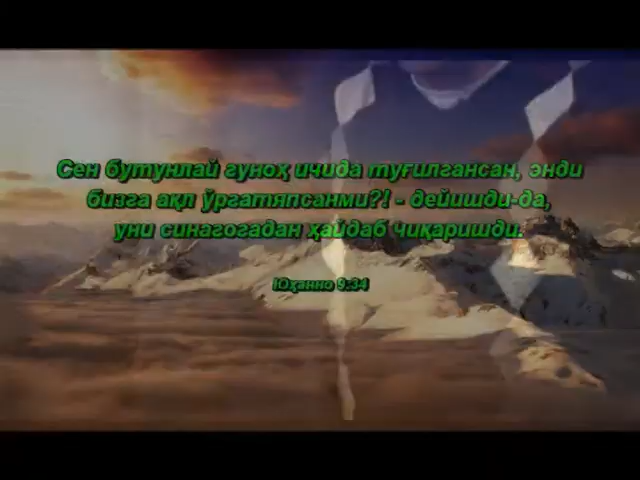 Сен бутунлай гуноҳ ичида туғилгансан, энди
бизга ақл ўргатяпсанми?! - дейишди-да,
уни синагогадан ҳайдаб чиқаришди.
Юҳанно 9:34